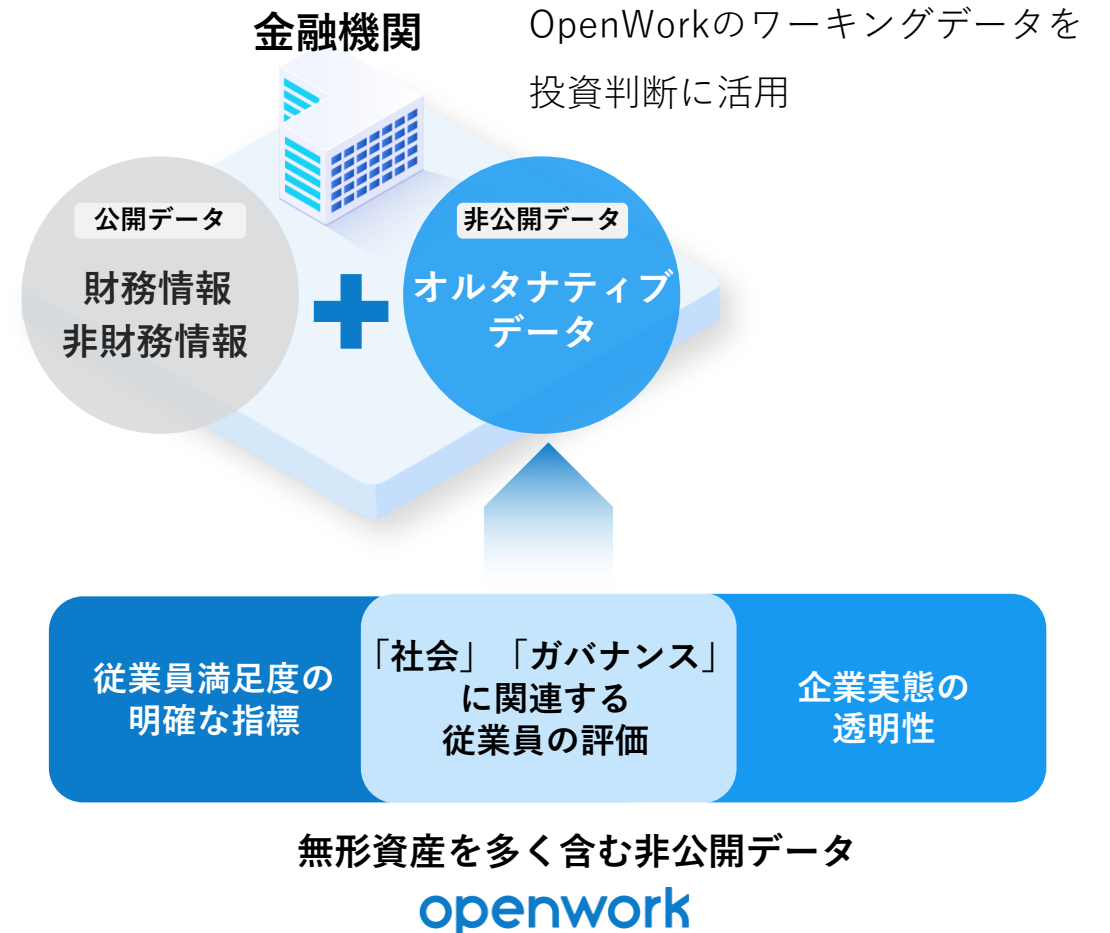 金融機関
OpenWorkのワーキングデータを
投資判断に活用
公開データ
財務情報
非財務情報
非公開データ
オルタナティブ
データ
従業員満足度の
明確な指標
「社会」「ガバナンス」
に関連する
従業員の評価
企業実態の
透明性
無形資産を多く含む非公開データ
openwork